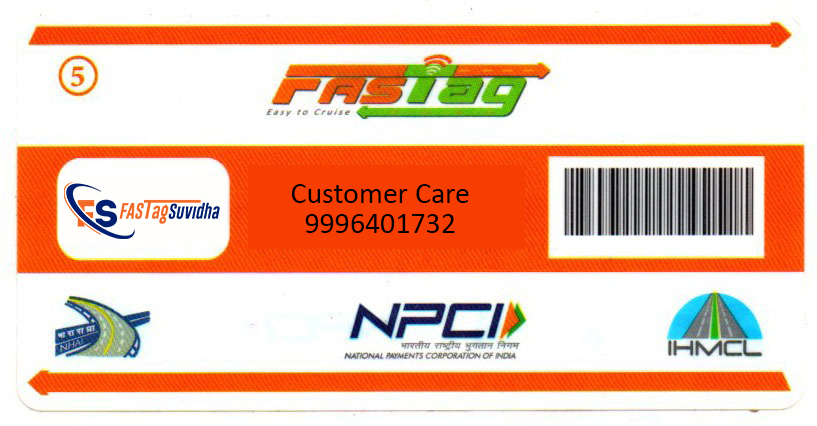 5
FASTag
Easy to Cruise
FS FASTagSuvidha
Customer Care
9996401732
भा रा रा प्रा
NHAI
NPCI
भारतीय राष्ट्रीय भुगतान निगम
NATIONAL PAYMENTS CORPORATION OF INDIA
IHMCL